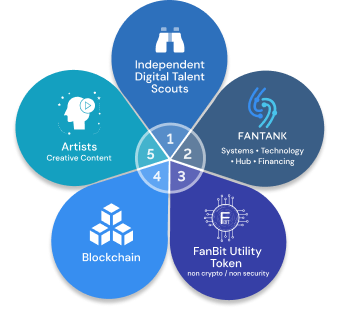 Independent
Digital Talent
Scouts
1
FANTANK
Systems • Technology
• Hub • Financing
2
FanBit Utility
Token
non crypto / non security
3
Blockchain
4
Artists
Creative Content
5